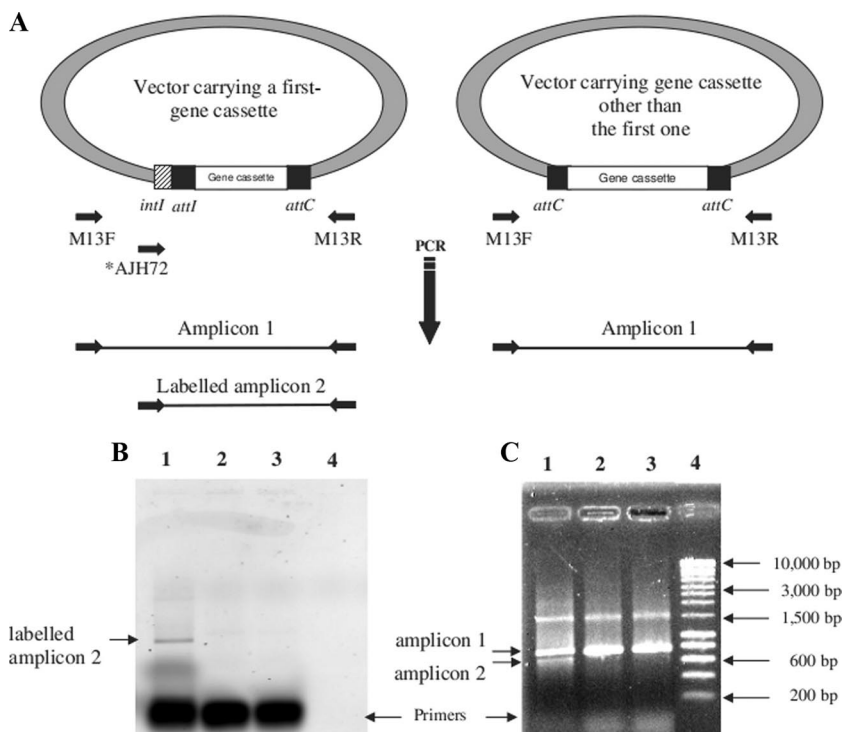 A
Vector carrying a first-
gene cassette
Vector carrying gene cassette
other than
the first one
Gene cassette
Gene cassette
intI attI attC
attC attC
M13F M13R
M13F M13R
*AJH72
PCR
Amplicon 1
Amplicon 1
Labelled amplicon 2
B
1 2 3 4
labelled
amplicon 2
C
1 2 3 4
10,000 bp
3,000 bp
1,500 bp
amplicon 1
amplicon 2
600 bp
200 bp
Primers